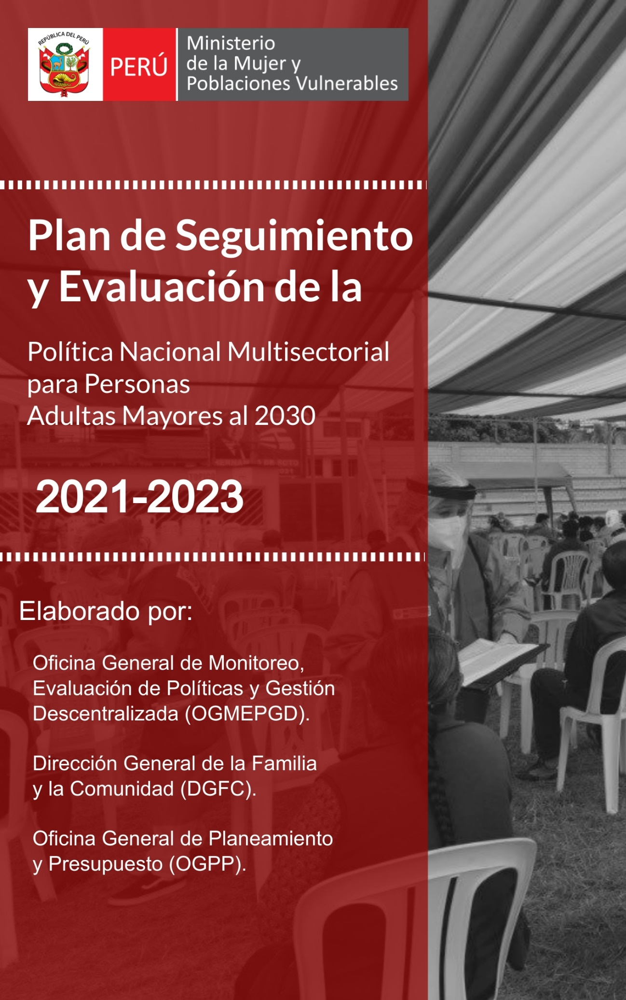 REPÚBLICA DEL PERÚ
PERÚ
Ministerio
de la Mujer y
Poblaciones Vulnerables
Plan de Seguimiento
y Evaluación de la
Política Nacional Multisectorial
para Personas
Adultas Mayores al 2030
2021-2023
Elaborado por:
Oficina General de Monitoreo,
Evaluación de Políticas y Gestión
Descentralizada (OGMEPGD).
Dirección General de la Familia
y la Comunidad (DGFC).
Oficina General de Planeamiento
y Presupuesto (OGPP).